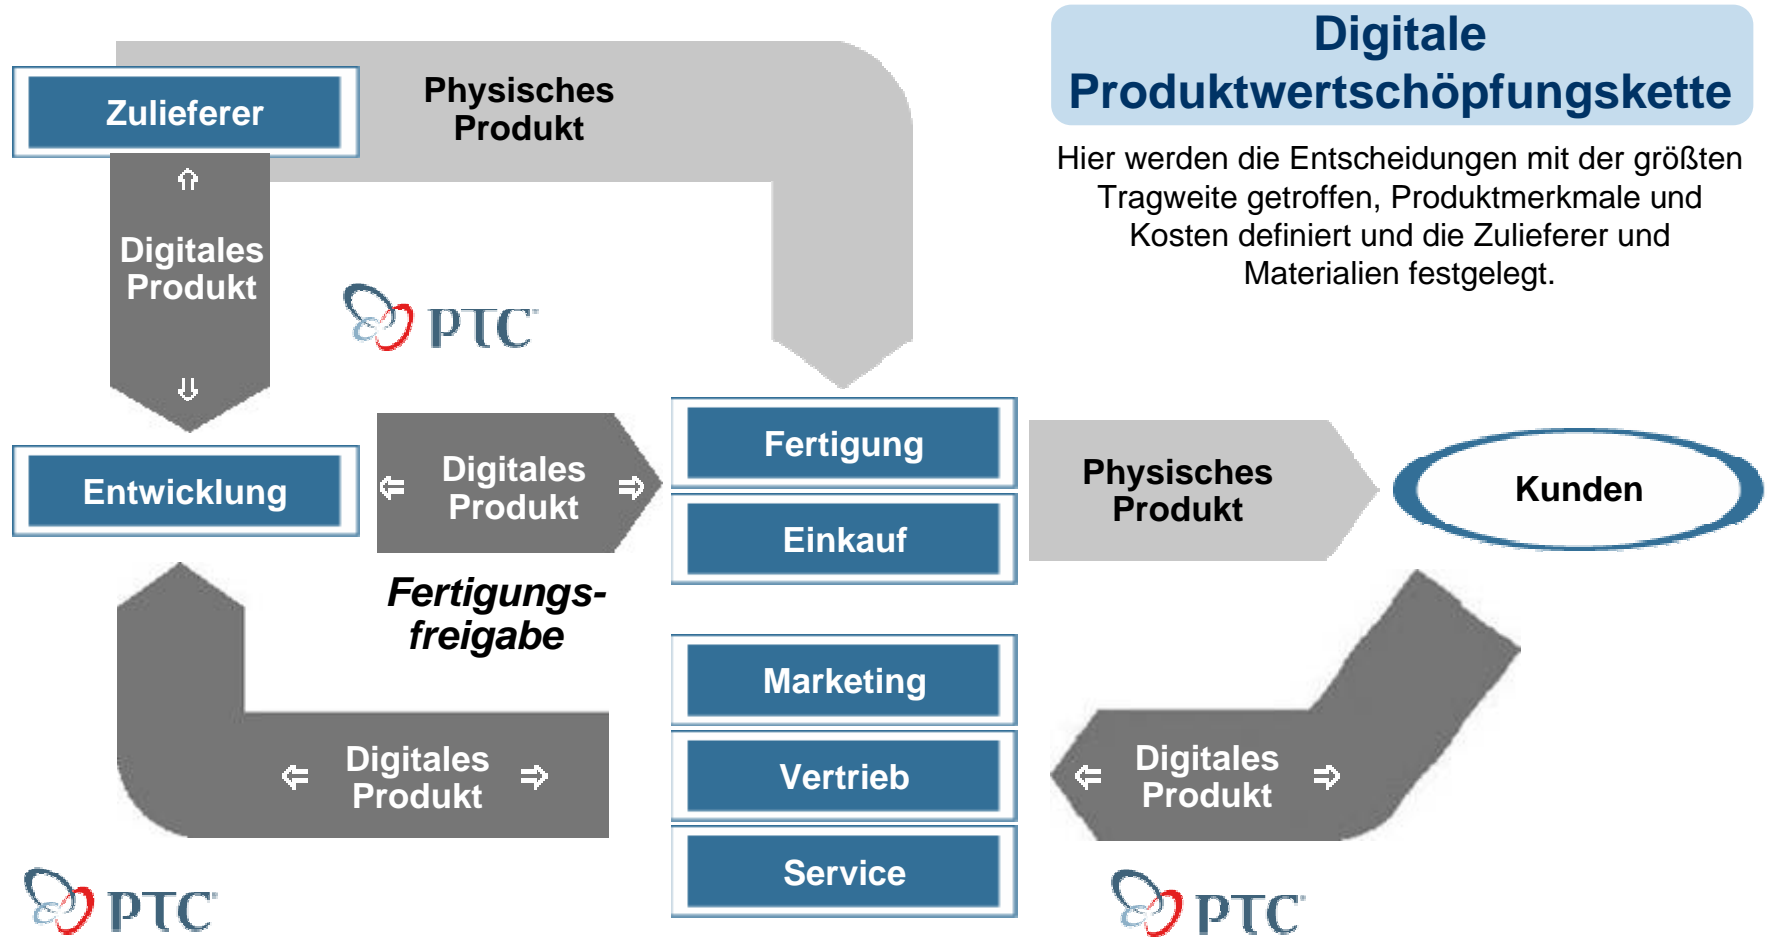 Digitale
Produktwertschöpfungskette
Hier werden die Entscheidungen mit der größten
Tragweite getroffen, Produktmerkmale und
Kosten definiert und die Zulieferer und
Materialien festgelegt.
Zulieferer
Physisches
Produkt
Digitales
Produkt
PTC
Entwicklung
Digitales
Produkt
Fertigungs-
freigabe
Fertigung
Einkauf
Physisches
Produkt
Kunden
Marketing
Vertrieb
Service
Digitales
Produkt
Digitales
Produkt
PTC
PTC